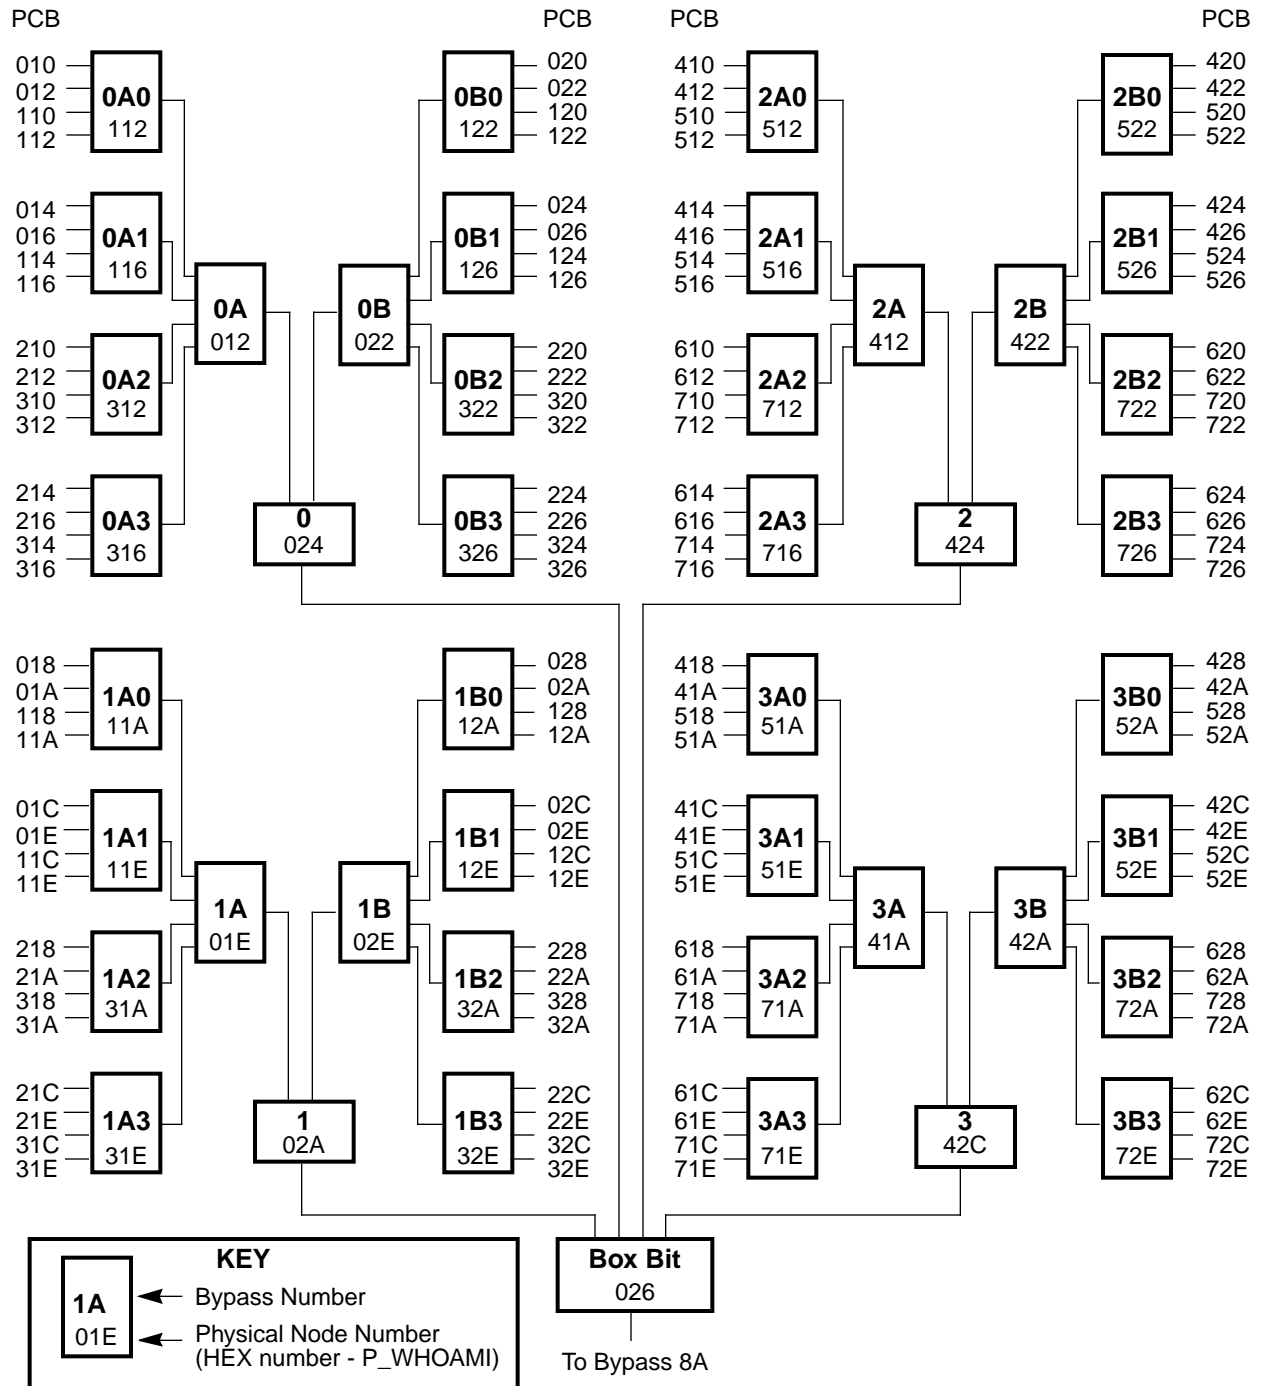 PCB
PCB
PCB
PCB
010
012
110
112
0A0
112
0B0
122
020
022
120
122
410
412
510
512
2A0
512
2B0
522
420
422
520
522
014
016
114
116
0A1
116
0B1
126
024
026
124
126
414
416
514
516
2A1
516
2B1
526
424
426
524
526
0A
012
0B
022
2A
412
2B
422
210
212
310
312
0A2
312
0B2
322
220
222
320
322
610
612
710
712
2A2
712
2B2
722
620
622
720
722
214
216
314
316
0A3
316
0
024
0B3
326
224
226
324
326
614
616
714
716
2A3
716
2
424
2B3
726
624
626
724
726
018
01A
118
11A
1A0
11A
1B0
12A
028
02A
128
12A
418
41A
518
51A
3A0
51A
3B0
52A
428
42A
528
52A
01C
01E
11C
11E
1A1
11E
1B1
12E
02C
02E
12C
12E
41C
41E
51C
51E
3A1
51E
3B1
52E
42C
42E
52C
52E
1A
01E
1B
02E
3A
41A
3B
42A
218
21A
318
31A
1A2
31A
1B2
32A
228
22A
328
32A
618
61A
718
71A
3A2
71A
3B2
72A
628
62A
728
72A
21C
21E
31C
31E
1A3
31E
1
02A
1B3
32E
22C
22E
32C
32E
61C
61E
71C
71E
3A3
71E
3
42C
3B3
72E
62C
62E
72C
72E
KEY
1A
01E
Bypass Number
Physical Node Number
(HEX number - P_WHOAMI)
Box Bit
026
To Bypass 8A